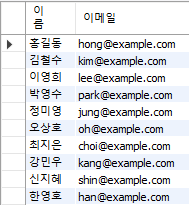 이름 이메일
홍길동 hong@example.com
김철수 kim@example.com
이영희 lee@example.com
박영수 park@example.com
정미영 jung@example.com
오상호 oh@example.com
최지은 choi@example.com
강민우 kang@example.com
신지혜 shin@example.com
한영호 han@example.com